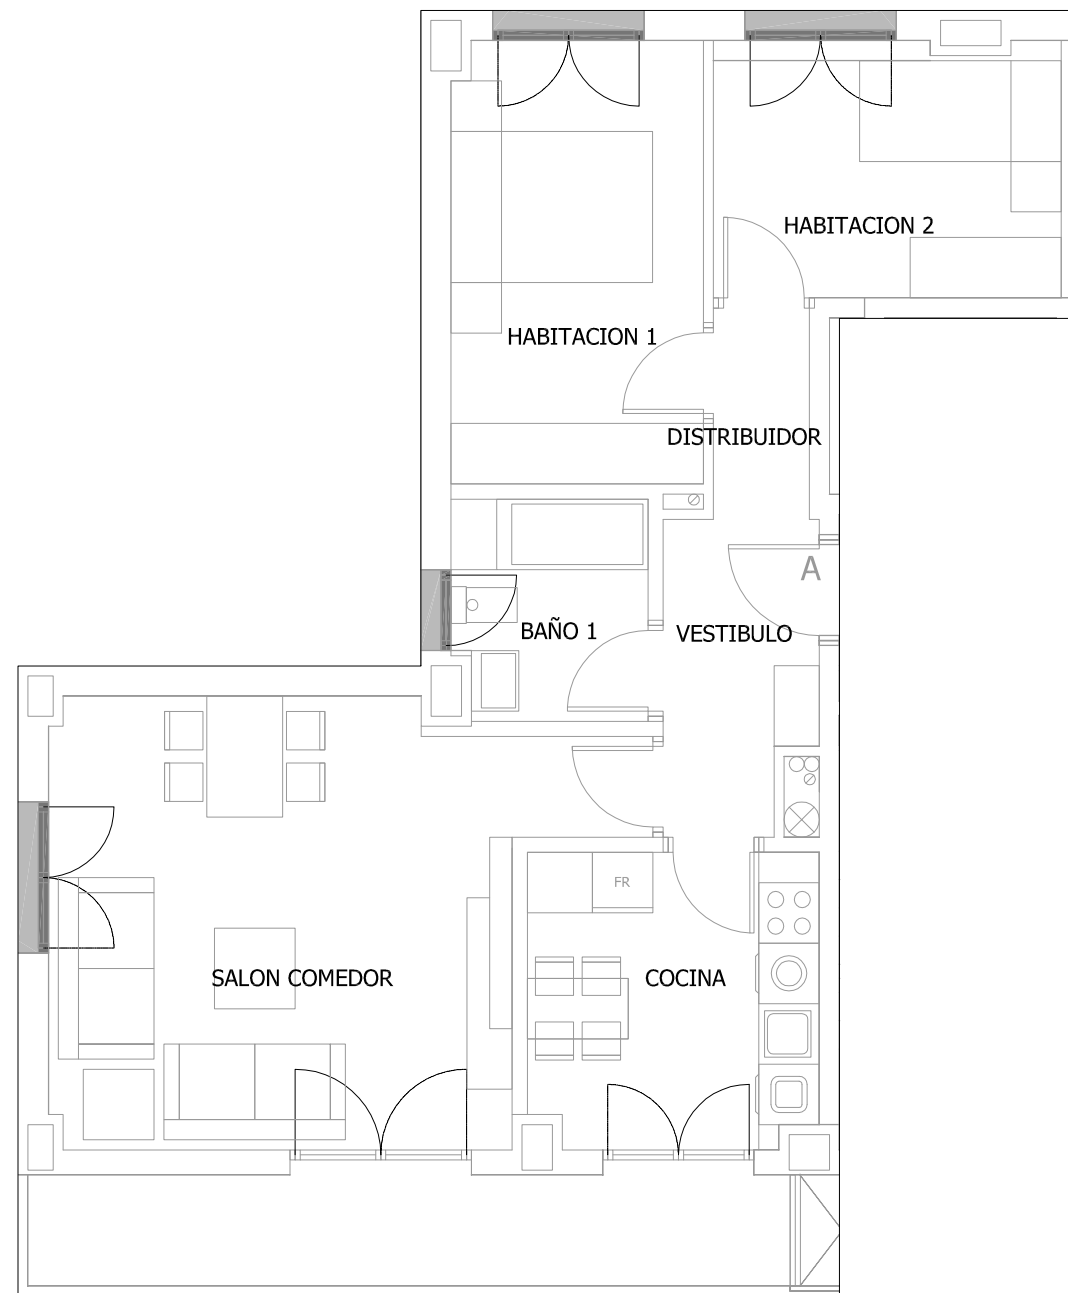 HABITACION 2
HABITACION 1
DISTRIBUIDOR
A
BAÑO 1
VESTIBULO
FR
SALON COMEDOR
COCINA